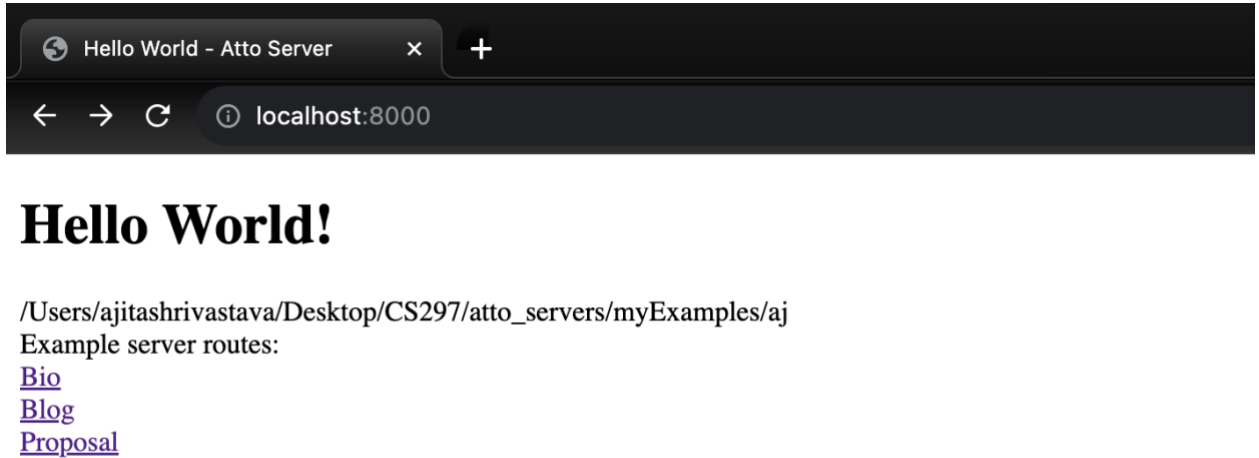 Hello World - Atto Server
localhost:8000
Hello World!
/Users/ajitashrivastava/Desktop/CS297/atto_servers/myExamples/aj
Example server routes:
Bio
Blog
Proposal